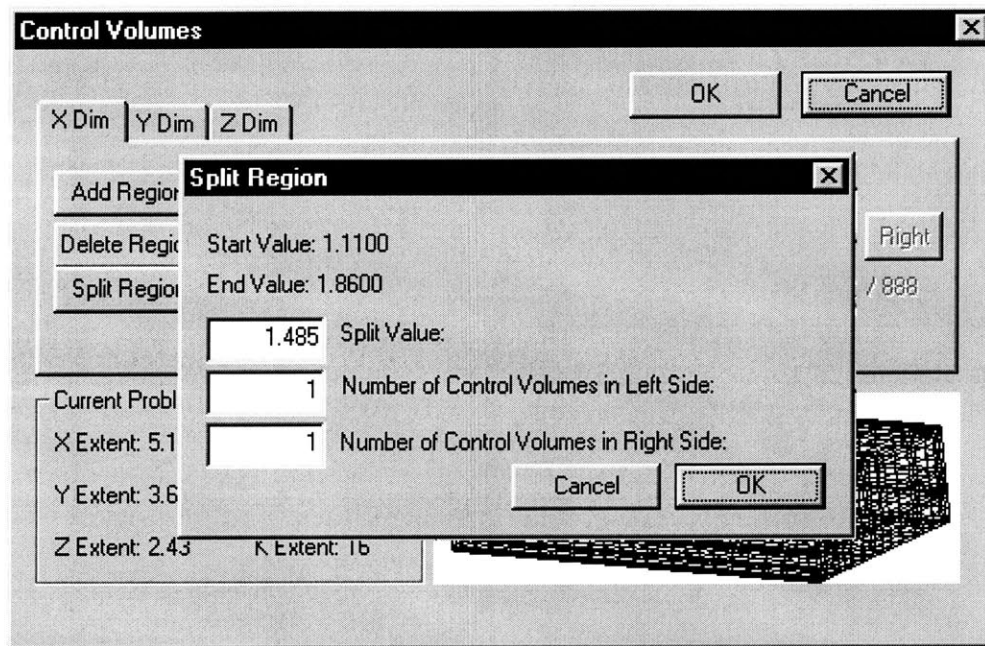 Control Volumes
OK
Cancel
X Dim
Y Dim
Z Dim
Split Region
Add Region
Delete Regio
Split Region
Start Value: 1.1100
End Value: 1.8600
1.485 Split Value:
1 Number of Control Volumes in Left Side:
1 Number of Control Volumes in Right Side:
Cancel
OK
Right
/ 888
Current Probl
X Extent: 5.1
Y Extent: 3.6
Z Extent: 2.43
K Extent: 16